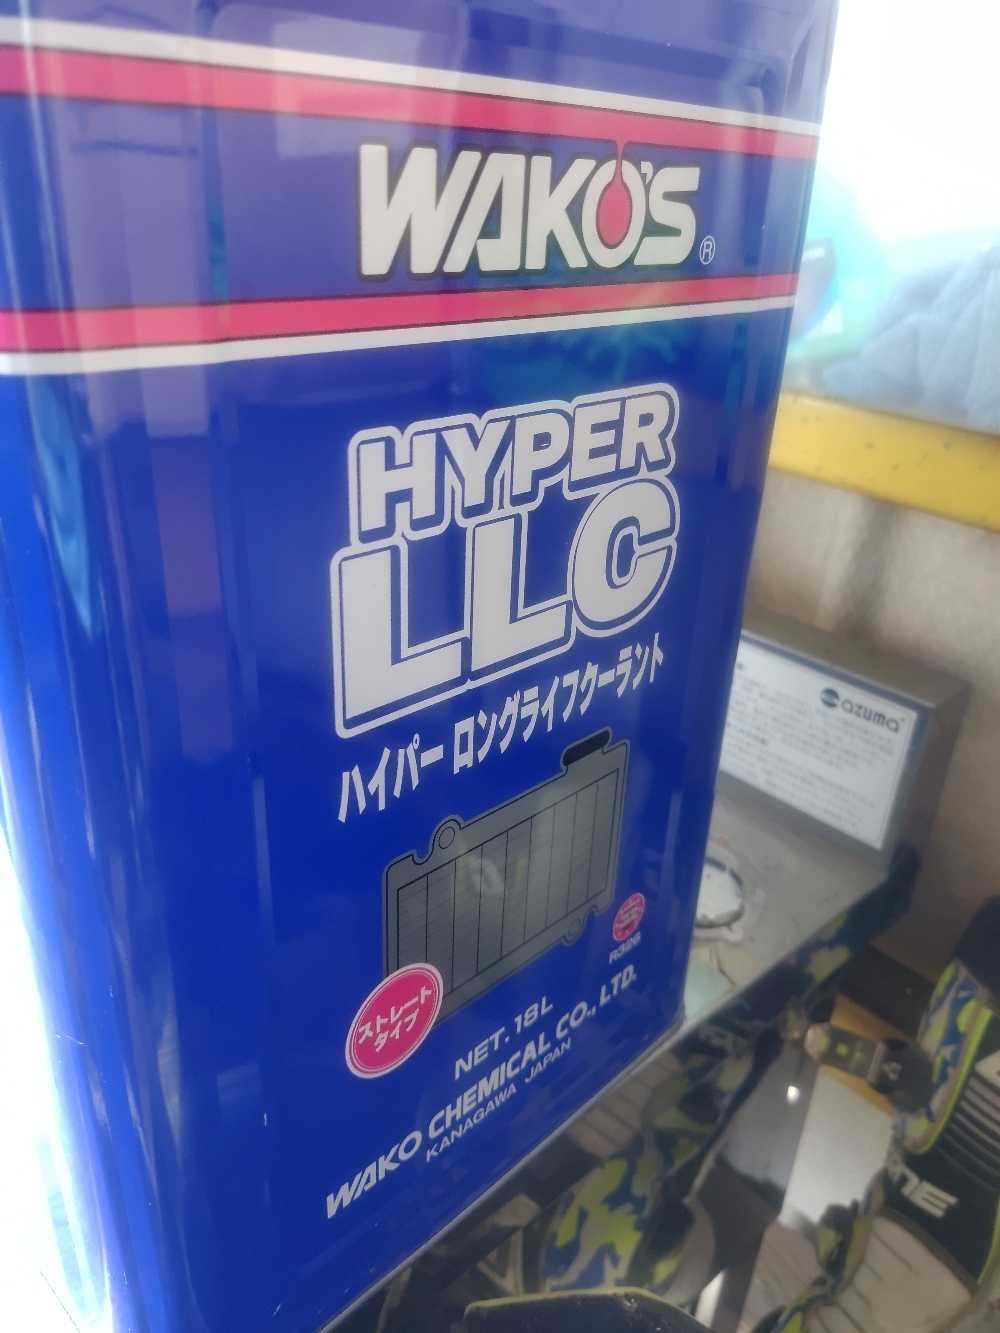 WAKO'S®
HYPER
LLC
ハイパー ロングライフクーラント
ストレート
タイプ
R326
NET. 18L
WAKO CHEMICAL CO., LTD.
KANAGAWA JAPAN
azuma